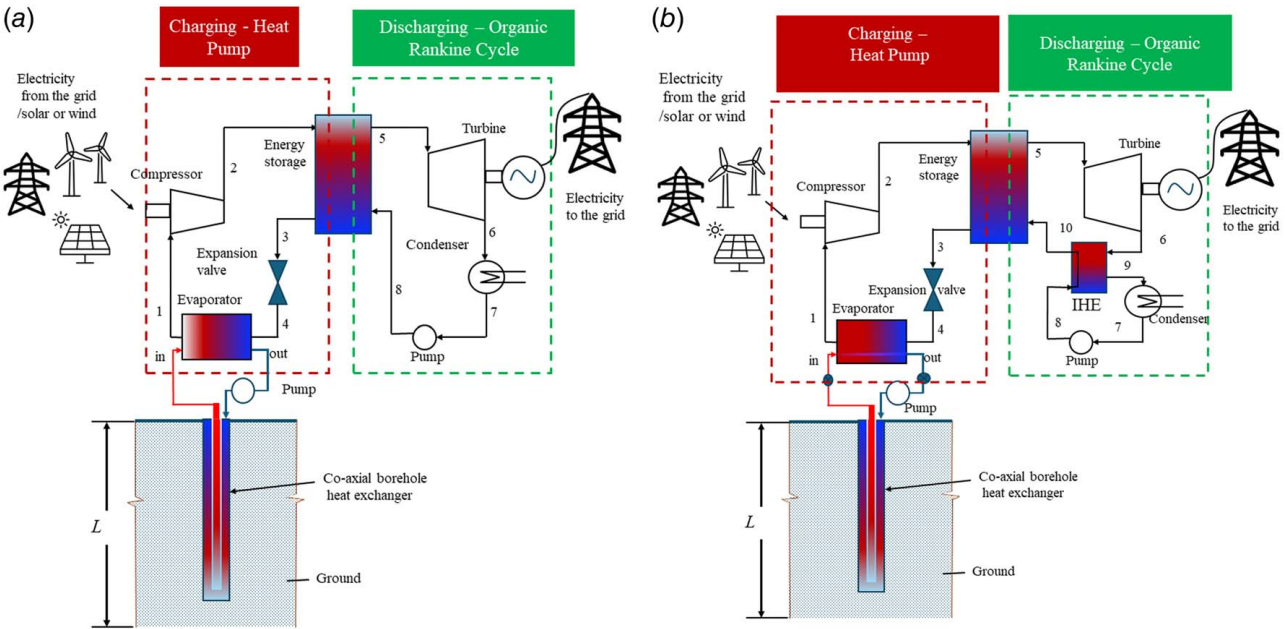 (a)
Charging - Heat
Pump
Discharging – Organic
Rankine Cycle
Electricity
from the grid
/solar or wind
Compressor
2
Energy
storage
5
Turbine
Electricity
to the grid
3
Expansion
valve
Condenser
6
1
Evaporator
4
8
7
in
out
Pump
Pump
Co-axial borehole
heat exchanger
L
Ground
(b)
Charging –
Heat Pump
Discharging – Organic
Rankine Cycle
Electricity
from the grid
/solar or wind
Compressor
2
Energy
storage
5
Turbine
Electricity
to the grid
3
10
6
Expansion
valve
9
IHE
1
Evaporator
4
8
7
Condenser
in
out
Pump
Pump
Co-axial borehole
heat exchanger
L
Ground